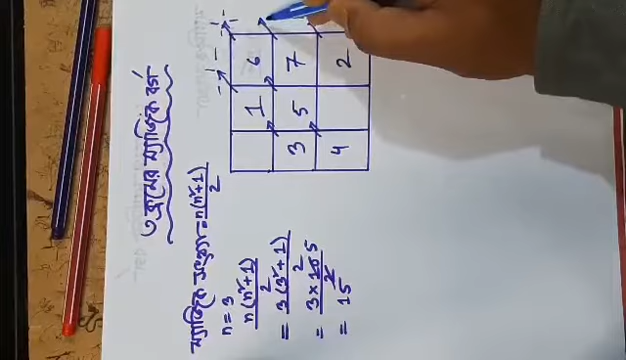 ৩ ক্রমের ম্যাজিক বর্গ
ম্যাজিক সংখ্যা = n(n²+1)/2
n = 3
n(n²+1)/2
= 3(3²+1)/2
= 3×10 5/2
= 15
1 6
3 5 7
4 2